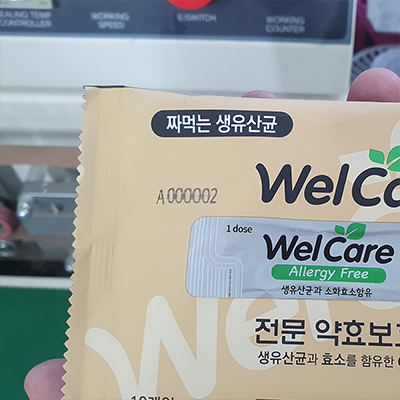 SEALING TEMP CONTROLLER
WORKING SPEED
E/SWITCH
WORKING COUNTER
짜먹는 생유산균
A000002
WelCa
1 dose
WelCare
Allergy Free
생유산균과 소화효소함유
전문 약효보
생유산균과 효소를 함유한